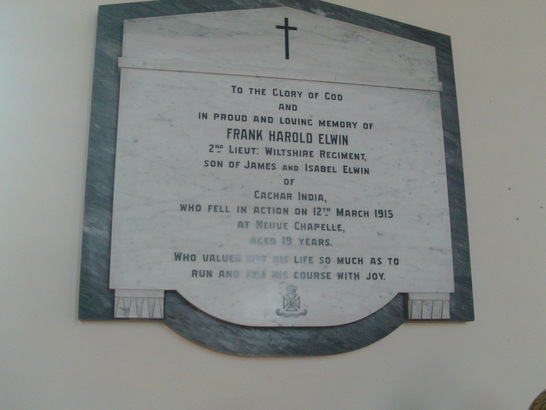 To the Glory of God
and
in proud and loving memory of
FRANK HAROLD ELWIN
2ND Lieut: Wiltshire Regiment,
son of James and Isabel Elwin
of
Cachar India,
who fell in action on 12TH March 1915
at Neuve Chapelle,
aged 19 years.
Who valued not his life so much as to
run and his course with joy.